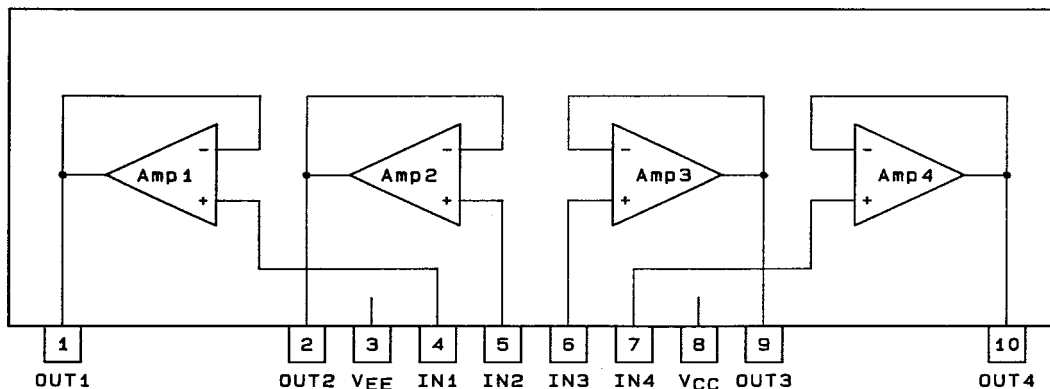 − − − −
Amp1 Amp2 Amp3 Amp4
+ + + +
1 2 3 4 5 6 7 8 9 10
OUT1 OUT2 VEE IN1 IN2 IN3 IN4 VCC OUT3 OUT4